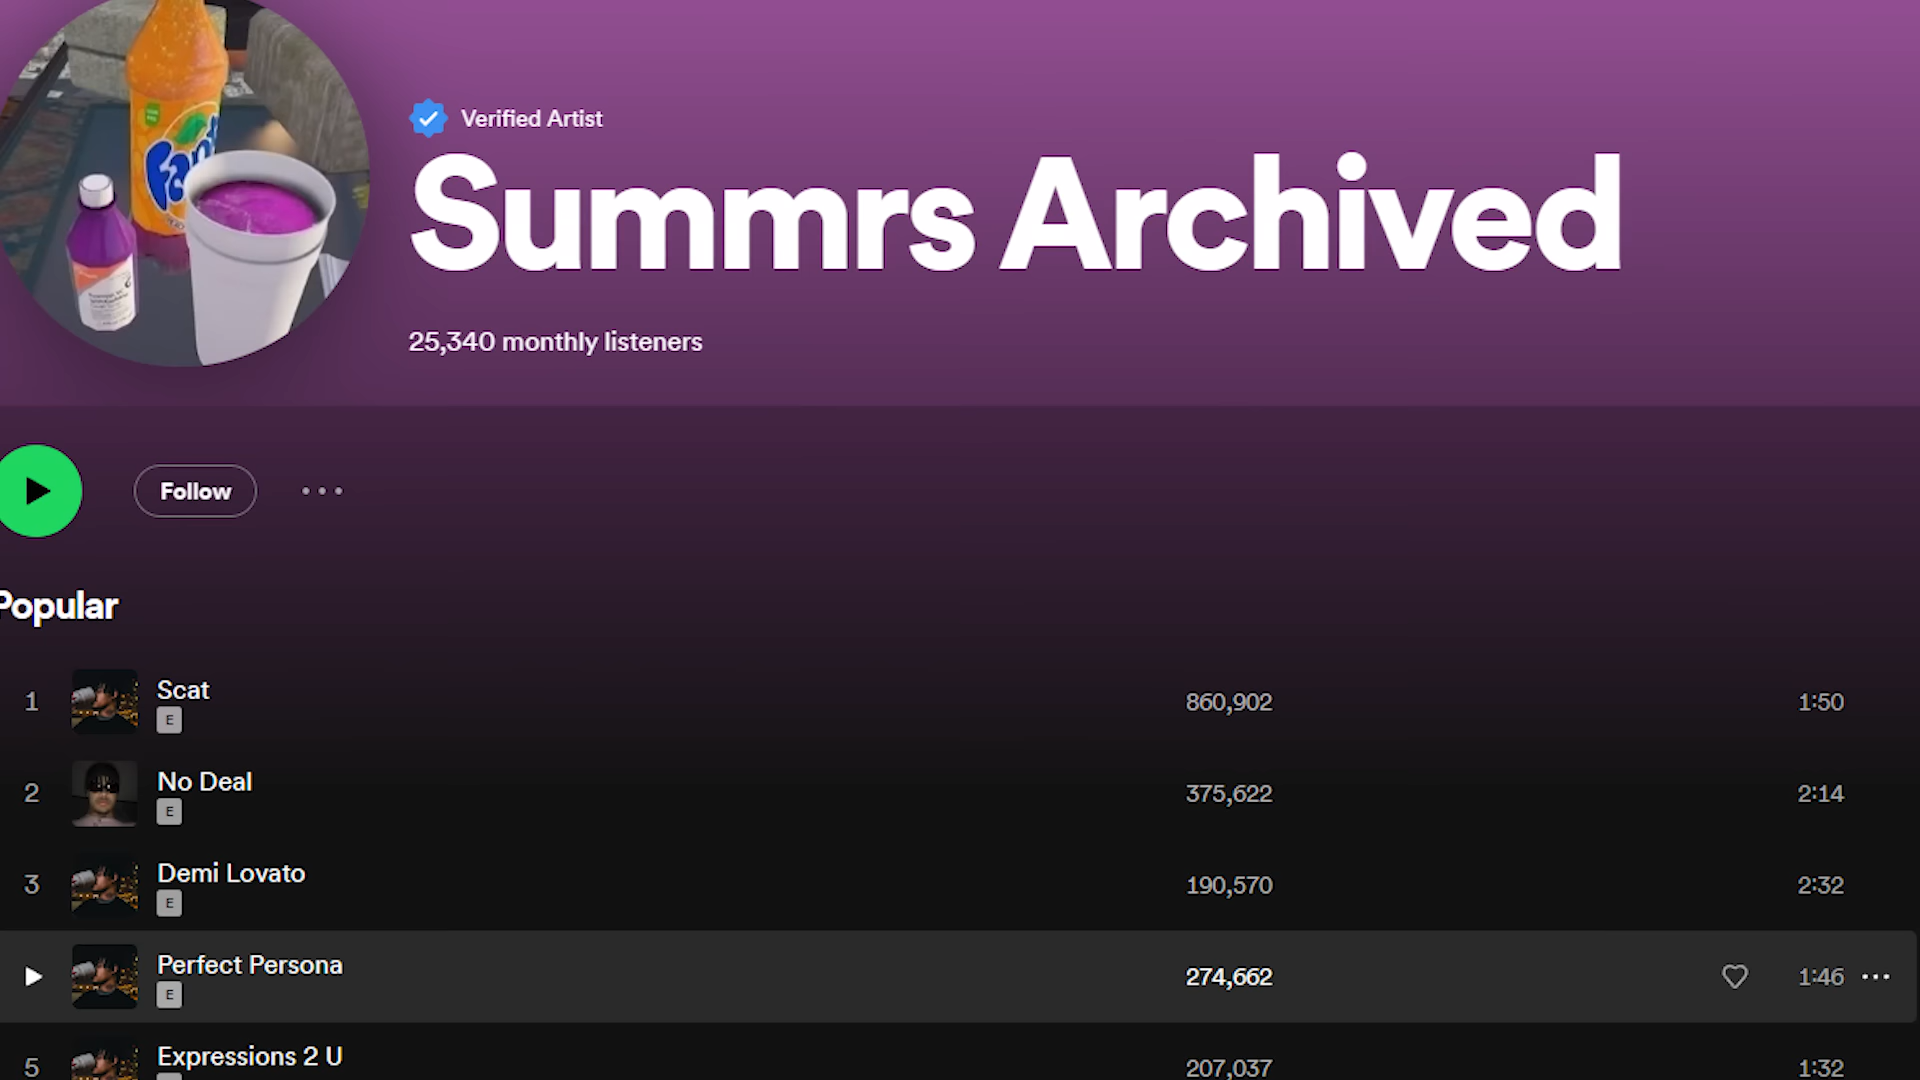 Verified Artist
Summrs Archived
25,340 monthly listeners
Follow
Popular
1 Scat 860,902 1:50
E
2 No Deal 375,622 2:14
E
3 Demi Lovato 190,570 2:32
E
Perfect Persona 274,662 1:46
E
5 Expressions 2 U 207,037 1:32